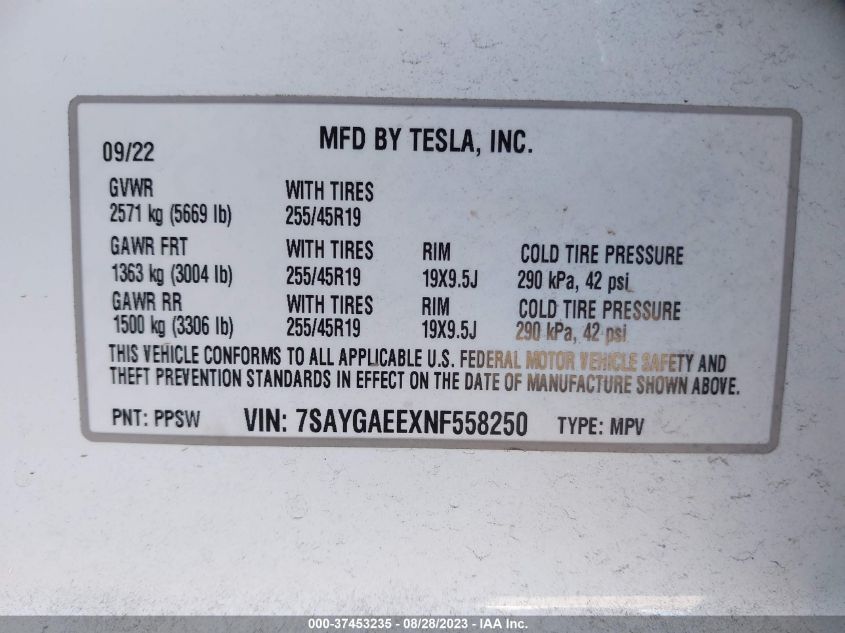 MFD BY TESLA, INC.
09/22
GVWR WITH TIRES
2571 kg (5669 lb) 255/45R19
GAWR FRT WITH TIRES RIM COLD TIRE PRESSURE
1363 kg (3004 lb) 255/45R19 19X9.5J 290 kPa, 42 psi
GAWR RR WITH TIRES RIM COLD TIRE PRESSURE
1500 kg (3306 lb) 255/45R19 19X9.5J 290 kPa, 42 psi
THIS VEHICLE CONFORMS TO ALL APPLICABLE U.S. FEDERAL MOTOR VEHICLE SAFETY AND
THEFT PREVENTION STANDARDS IN EFFECT ON THE DATE OF MANUFACTURE SHOWN ABOVE.
PNT: PPSW VIN: 7SAYGAEEXNF558250 TYPE: MPV
000-37453235 - 08/28/2023 - IAA, Inc.